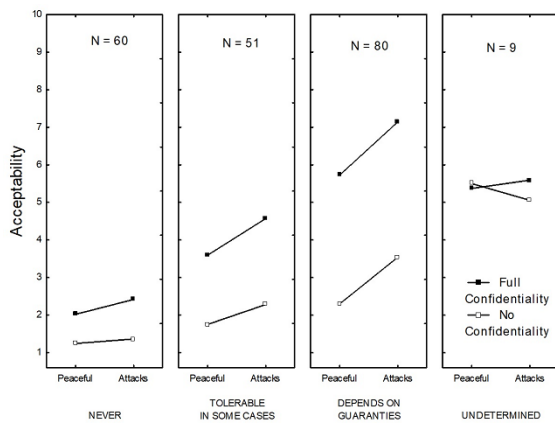 Acceptability
10
9
8
7
6
5
4
3
2
1
N = 60
N = 51
N = 80
N = 9
Full
Confidentiality
No
Confidentiality
Peaceful Attacks
Peaceful Attacks
Peaceful Attacks
Peaceful Attacks
NEVER
TOLERABLE
IN SOME CASES
DEPENDS ON
GUARANTIES
UNDETERMINED